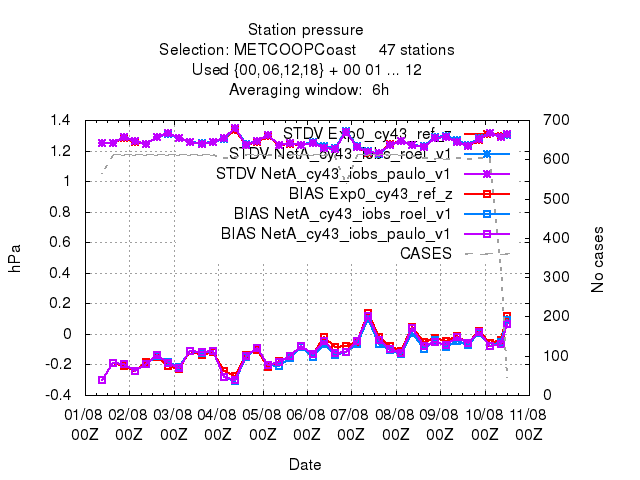 Station pressure
Selection: METCOOPCoast 47 stations
Used {00,06,12,18} + 00 01 ... 12
Averaging window: 6h
1.4 700
STDV Exp0_cy43_ref_z
1.2 STDV NetA_cy43_iobs_roel_v1 600
STDV NetA_cy43_iobs_paulo_v1
1 BIAS Exp0_cy43_ref_z 500
0.8 BIAS NetA_cy43_iobs_roel_v1
BIAS NetA_cy43_iobs_paulo_v1
0.6 400
CASES
hPa
No cases
0.4 300
0.2 200
0
-0.2 100
-0.4 0
01/08 02/08 03/08 04/08 05/08 06/08 07/08 08/08 09/08 10/08 11/08
00Z 00Z 00Z 00Z 00Z 00Z 00Z 00Z 00Z 00Z 00Z
Date